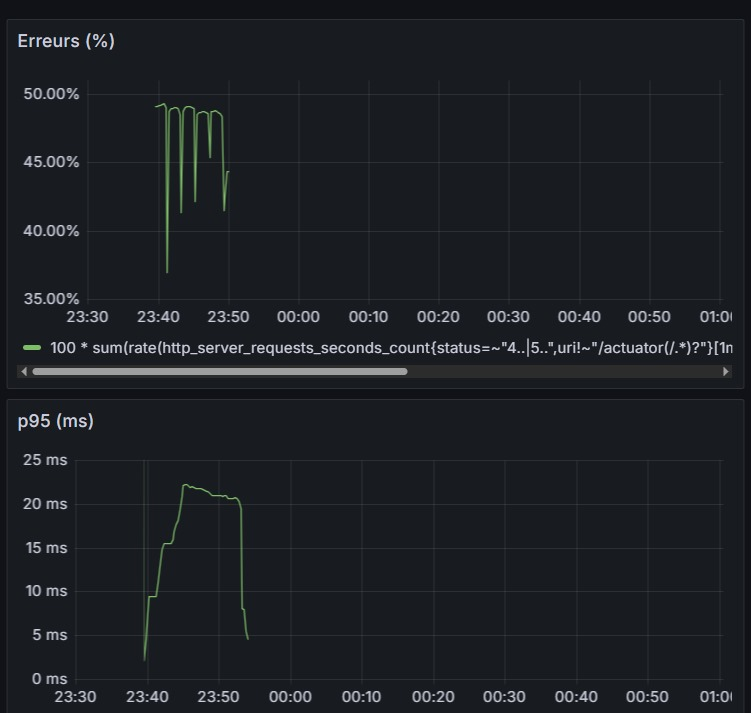 Erreurs (%)
50.00%
45.00%
40.00%
35.00%
23:30 23:40 23:50 00:00 00:10 00:20 00:30 00:40 00:50 01:0
100 * sum(rate(http_server_requests_seconds_count{status=~"4..|5..",uri!~"/actuator(/.*)?"}[1m
p95 (ms)
25 ms
20 ms
15 ms
10 ms
5 ms
0 ms
23:30 23:40 23:50 00:00 00:10 00:20 00:30 00:40 00:50 01:0